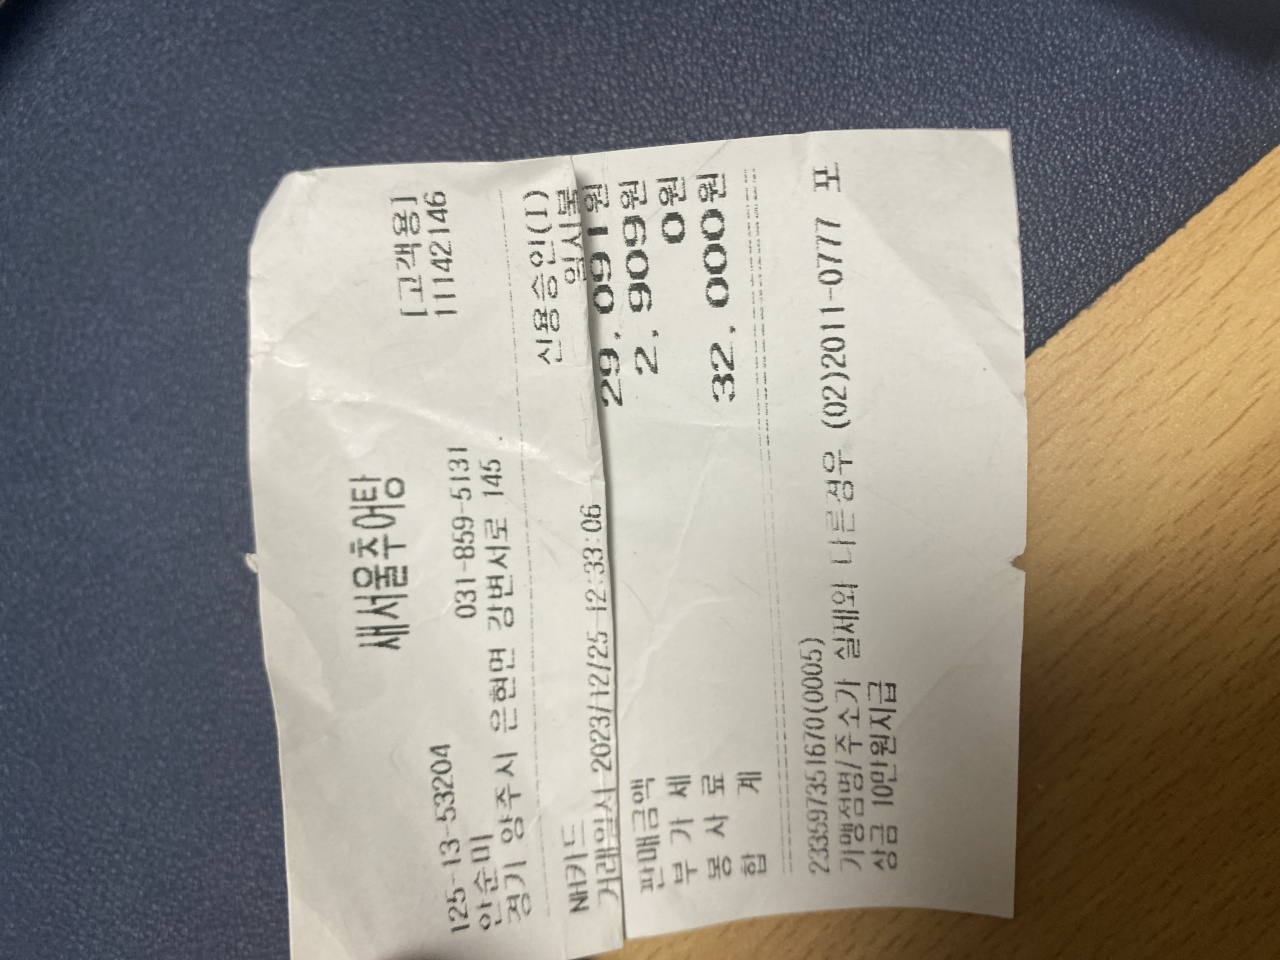 새서울추어탕
[고객용]
125-13-53204 11142146
안순미 031-859-5131
경기 양주시 은현면 강변서로 145
신용승인(I)
NH카드 일시불
거래일시 2023/12/25 12:33:06
판매금액 29,091원
부 가 세 2,909원
봉 사 료 0원
합 계 32,000원
23359735167O(0005)
가맹점명/주소가 실제와 다른경우 (02)2011-0777 포
상금 10만원지급